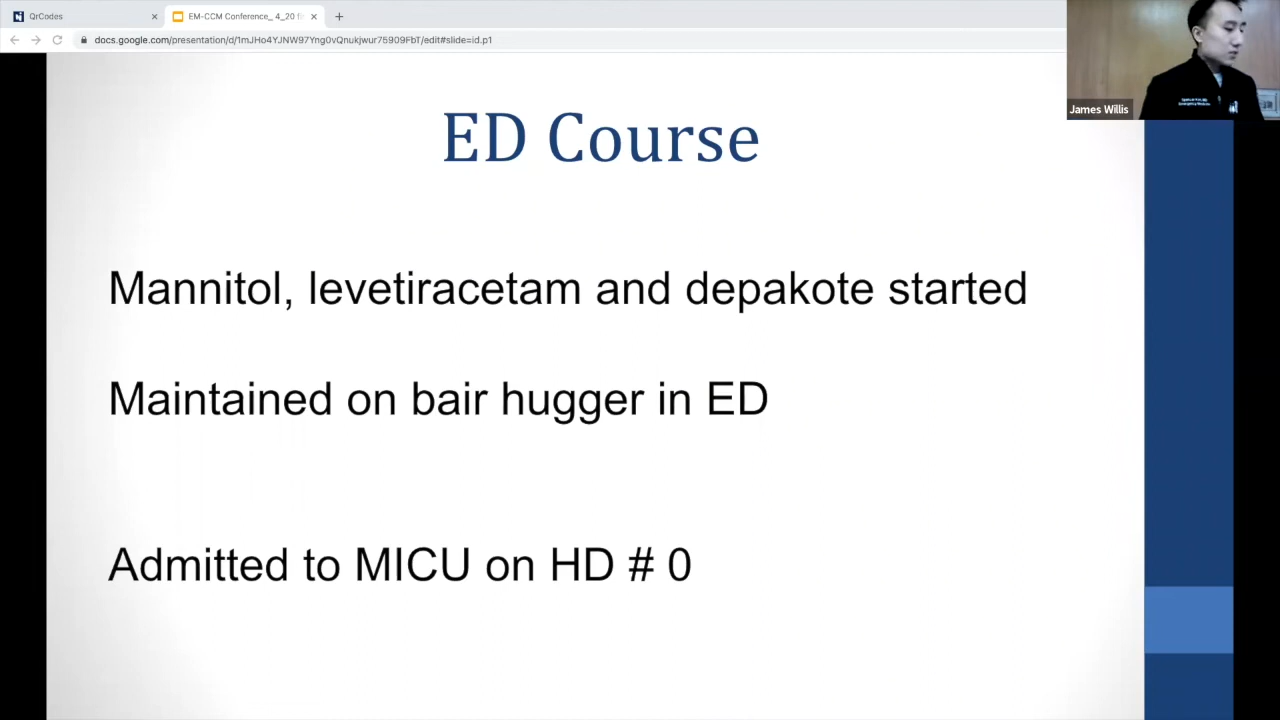 QrCodes
EM-CCM Conference_ 4_20 f
docs.google.com/presentation/d/1mJHo4YJNW97Yng0vQnukjwur75909FbT/edit#slide=id.p1
James Willis
ED Course
Mannitol, levetiracetam and depakote started
Maintained on bair hugger in ED
Admitted to MICU on HD # 0